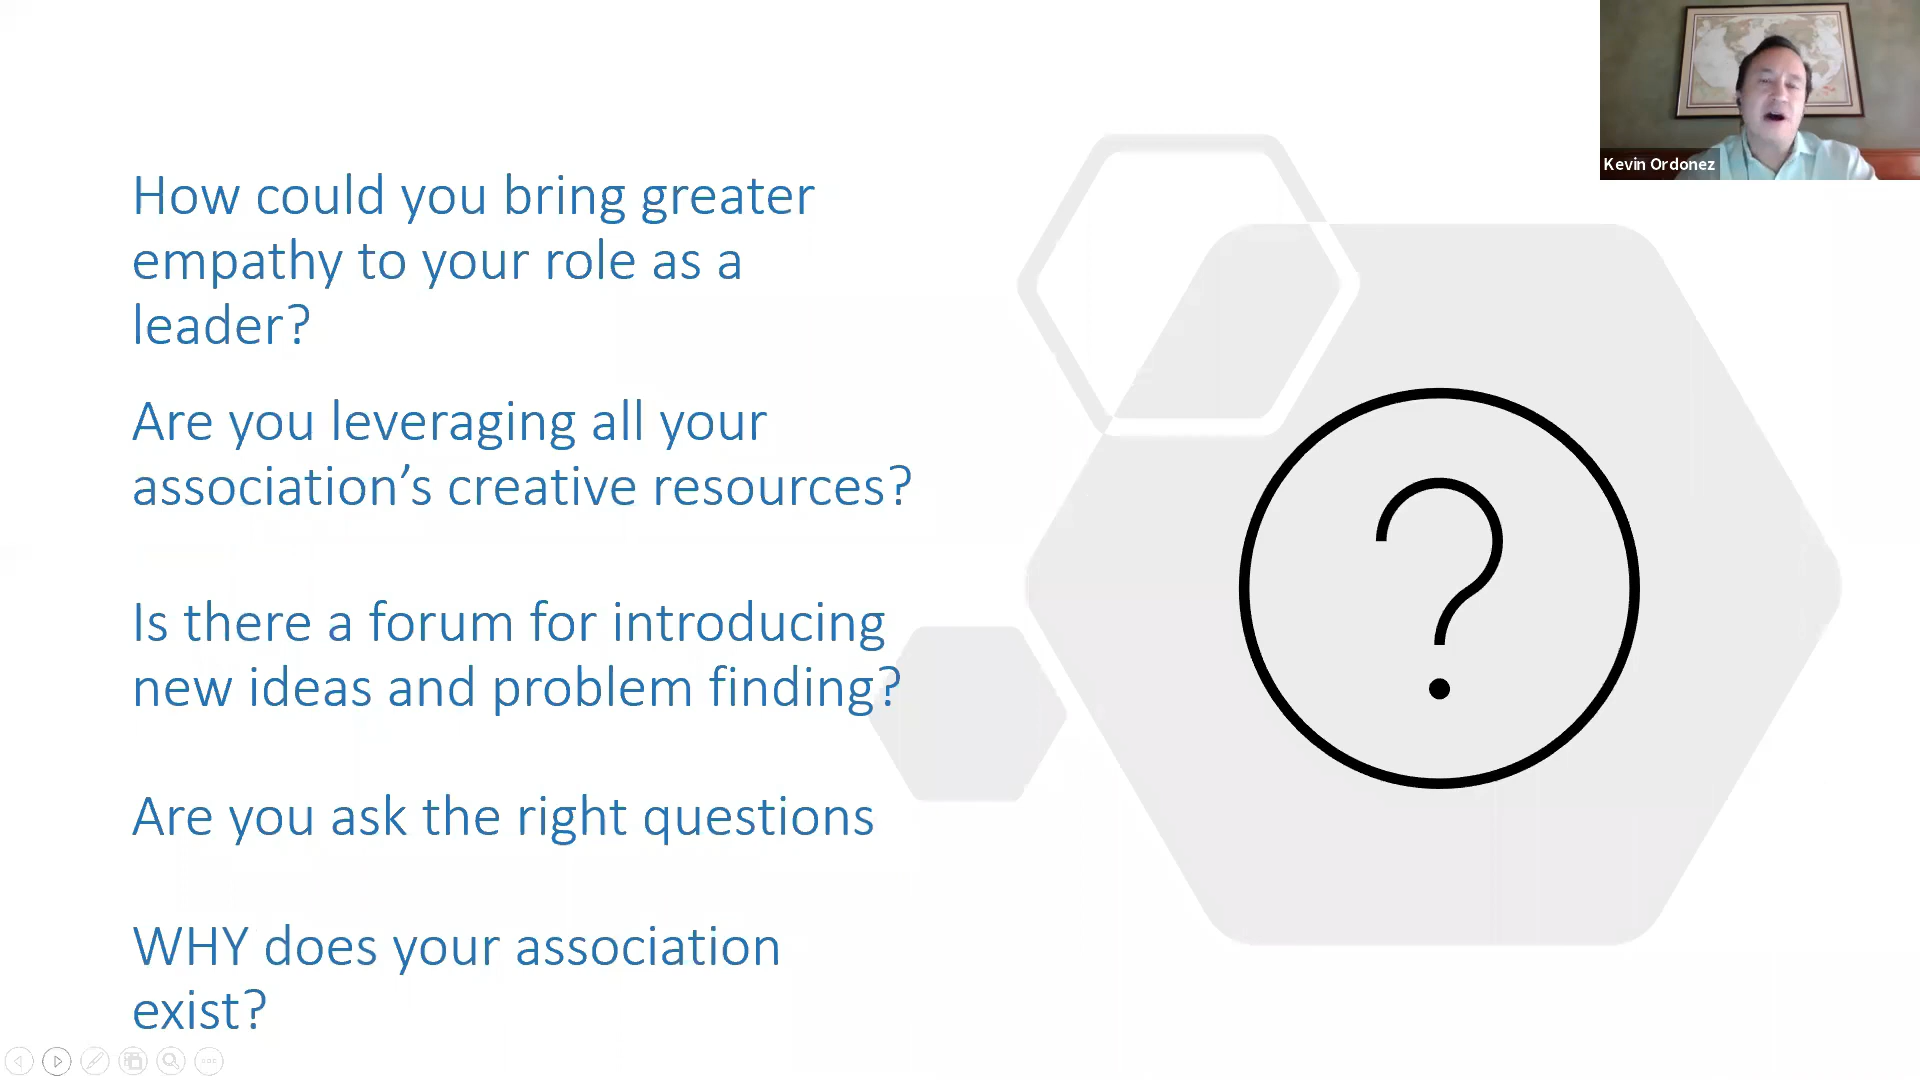 How could you bring greater
empathy to your role as a
leader?
Are you leveraging all your
association’s creative resources?
Is there a forum for introducing
new ideas and problem finding?
Are you ask the right questions
WHY does your association
exist?
Kevin Ordonez